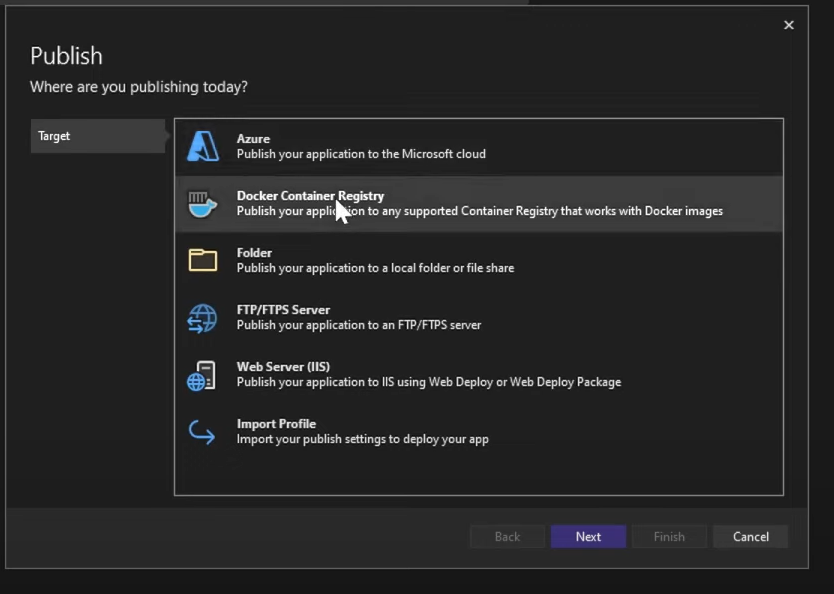 Publish
Where are you publishing today?
Target
Azure
Publish your application to the Microsoft cloud
Docker Container Registry
Publish your application to any supported Container Registry that works with Docker images
Folder
Publish your application to a local folder or file share
FTP/FTPS Server
Publish your application to an FTP/FTPS server
Web Server (IIS)
Publish your application to IIS using Web Deploy or Web Deploy Package
Import Profile
Import your publish settings to deploy your app
Back Next Finish Cancel